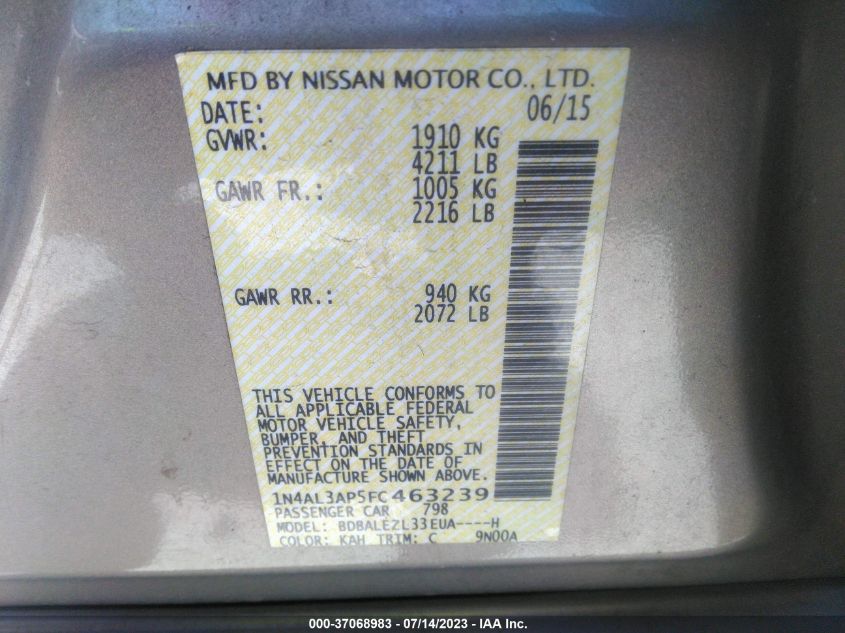 MFD BY NISSAN MOTOR CO., LTD.
DATE: 06/15
GVWR: 1910 KG
4211 LB
GAWR FR.: 1005 KG
2216 LB
GAWR RR.: 940 KG
2072 LB
THIS VEHICLE CONFORMS TO
ALL APPLICABLE FEDERAL
MOTOR VEHICLE SAFETY,
BUMPER, AND THEFT
PREVENTION STANDARDS IN
EFFECT ON THE DATE OF
MANUFACTURE SHOWN ABOVE.
1N4AL3AP5FC463239
PASSENGER CAR 798
MODEL: BDBALEZL33EUA----H
COLOR: KAH TRIM: C 9N00A
000-37068983 - 07/14/2023 - IAA Inc.